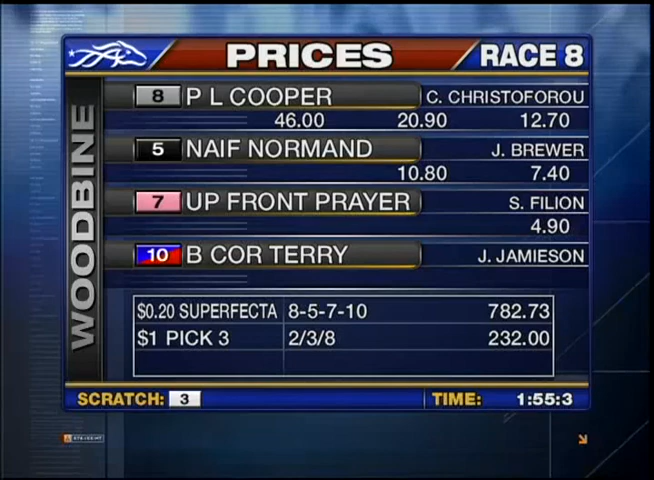 PRICES RACE 8
WOODBINE
8 P L COOPER C. CHRISTOFOROU
46.00 20.90 12.70
5 NAIF NORMAND J. BREWER
10.80 7.40
7 UP FRONT PRAYER S. FILION
4.90
10 B COR TERRY J. JAMIESON
$0.20 SUPERFECTA 8-5-7-10 782.73
$1 PICK 3 2/3/8 232.00
SCRATCH: 3 TIME: 1:55:3